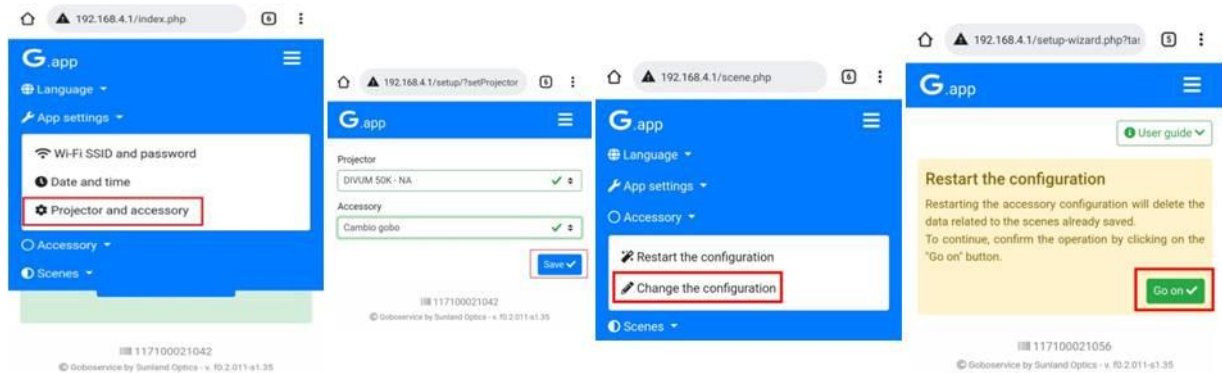 192.168.4.1/index.php
6
G.app
Language
App settings
Wi-Fi SSID and password
Date and time
Projector and accessory
Accessory
Scenes
117100021042
© Goboservice by Sunland Optics - v. f0.2.011-s1.35
192.168.4.1/setup/?setProjector
6
G.app
Projector
DIVUM 50K - NA
Accessory
Cambio gobo
Save
117100021042
© Goboservice by Sunland Optics - v. f0.2.011-s1.35
192.168.4.1/scene.php
6
G.app
Language
App settings
Accessory
Restart the configuration
Change the configuration
Scenes
192.168.4.1/setup-wizard.php?ta
5
G.app
User guide
Restart the configuration
Restarting the accessory configuration will delete the
data related to the scenes already saved.
To continue, confirm the operation by clicking on the
"Go on" button.
Go on
117100021056
© Goboservice by Sunland Optics - v. f0.2.011-s1.35